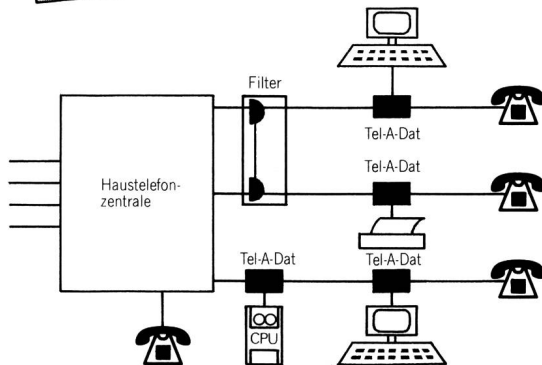 Filter
Tel-A-Dat
Tel-A-Dat
Haustelefon-
zentrale
Tel-A-Dat
Tel-A-Dat
CPU